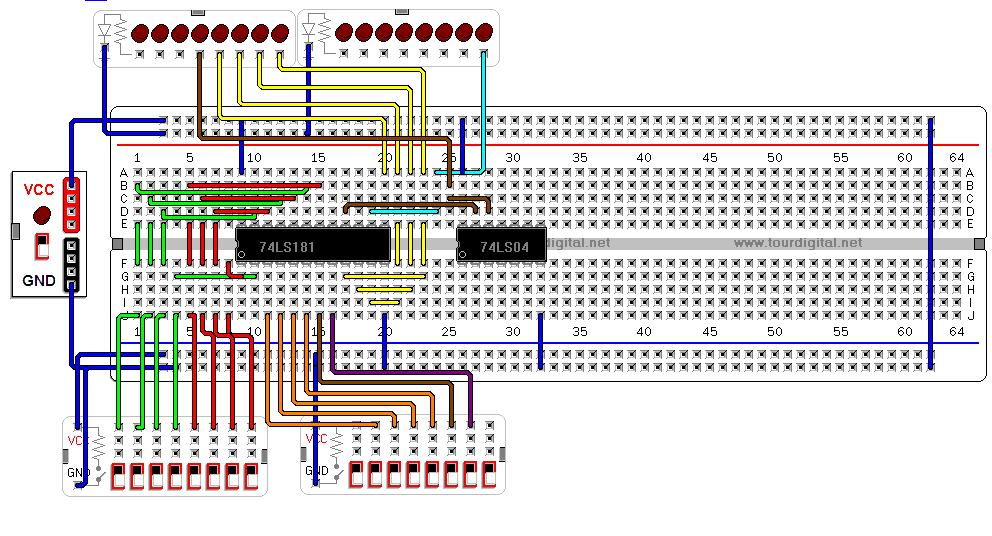 1 5 10 15 20 25 30 35 40 45 50 55 60 64
A A
B B
C C
D D
E E
VCC
74LS181
74LS04
digital.net
www.tourdigital.net
F F
G G
H H
I I
J J
GND
5 10 15 20 25 30 35 40 45 50 55 60 64
VCC
GND
VCC
GND